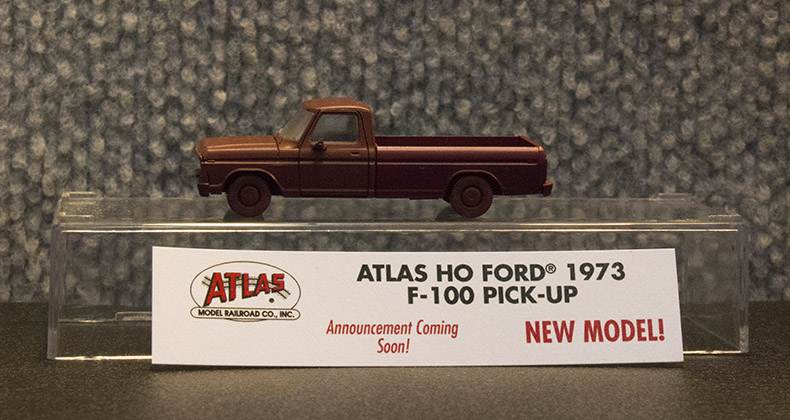 ATLAS
MODEL RAILROAD CO., INC.
ATLAS HO FORD® 1973
F-100 PICK-UP
Announcement Coming
Soon!
NEW MODEL!